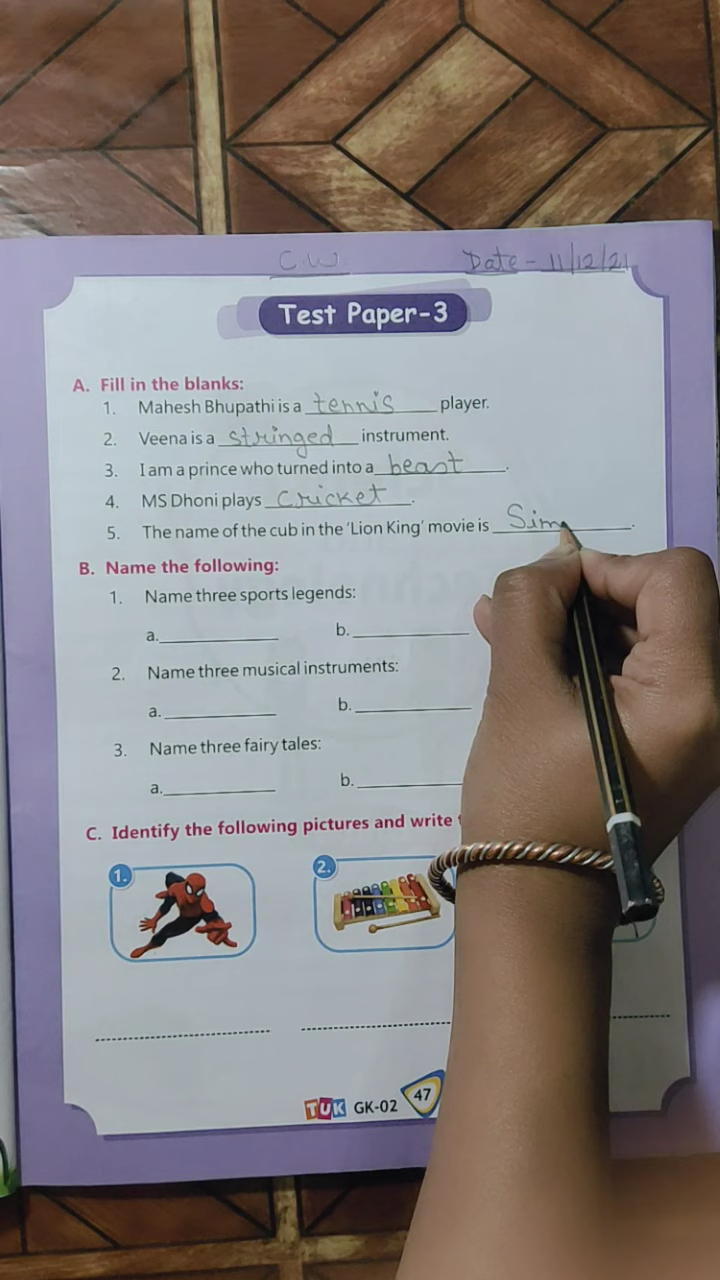 C.W. Date - 11/12/21
Test Paper-3
A. Fill in the blanks:
1. Mahesh Bhupathi is a tennis player.
2. Veena is a stringed instrument.
3. I am a prince who turned into a beast.
4. MS Dhoni plays cricket.
5. The name of the cub in the 'Lion King' movie is Sim.
B. Name the following:
1. Name three sports legends:
a. b.
2. Name three musical instruments:
a. b.
3. Name three fairy tales:
a. b.
C. Identify the following pictures and write
1. 2.
TUK GK-02 47